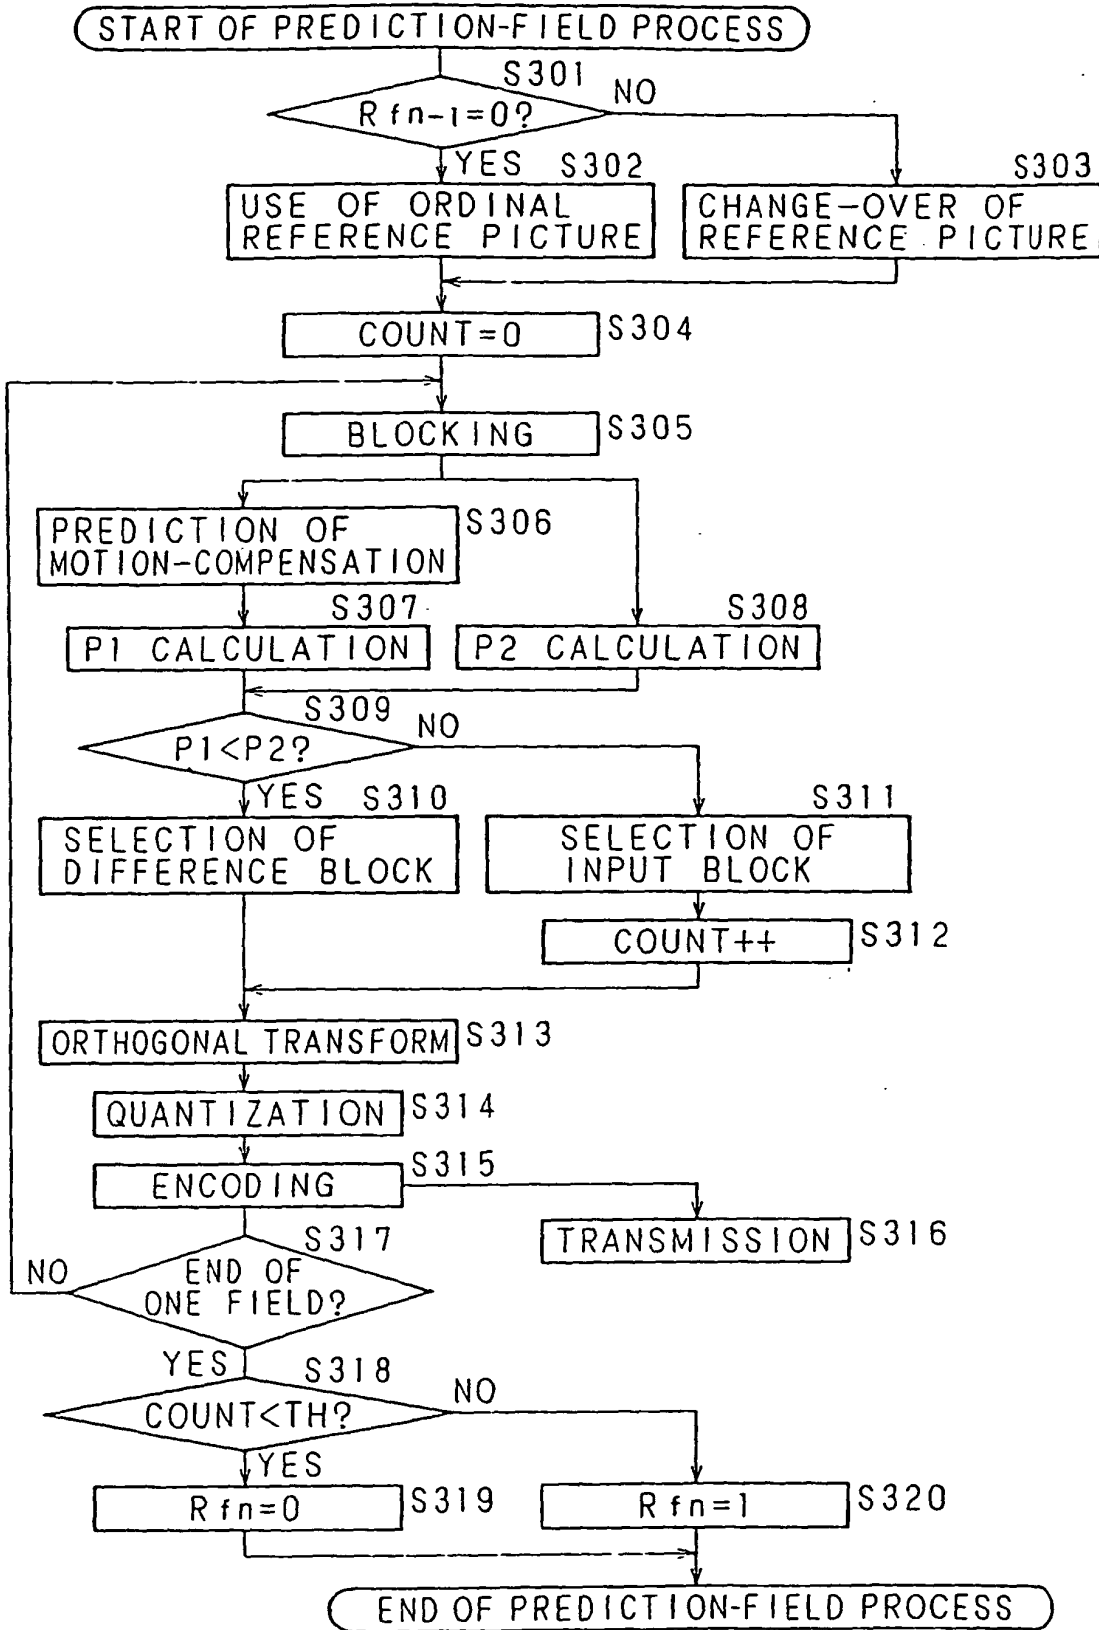 START OF PREDICTION-FIELD PROCESS
S301
Rfn-1=0?
NO
YES
S302
S303
USE OF ORDINAL
REFERENCE PICTURE
CHANGE-OVER OF
REFERENCE PICTURE
COUNT=0
S304
BLOCKING
S305
PREDICTION OF
MOTION-COMPENSATION
S306
S307
S308
P1 CALCULATION
P2 CALCULATION
S309
P1<P2?
NO
YES
S310
S311
SELECTION OF
DIFFERENCE BLOCK
SELECTION OF
INPUT BLOCK
COUNT++
S312
ORTHOGONAL TRANSFORM
S313
QUANTIZATION
S314
ENCODING
S315
TRANSMISSION
S316
S317
NO
END OF
ONE FIELD?
YES
S318
COUNT<TH?
NO
YES
Rfn=0
S319
Rfn=1
S320
END OF PREDICTION-FIELD PROCESS